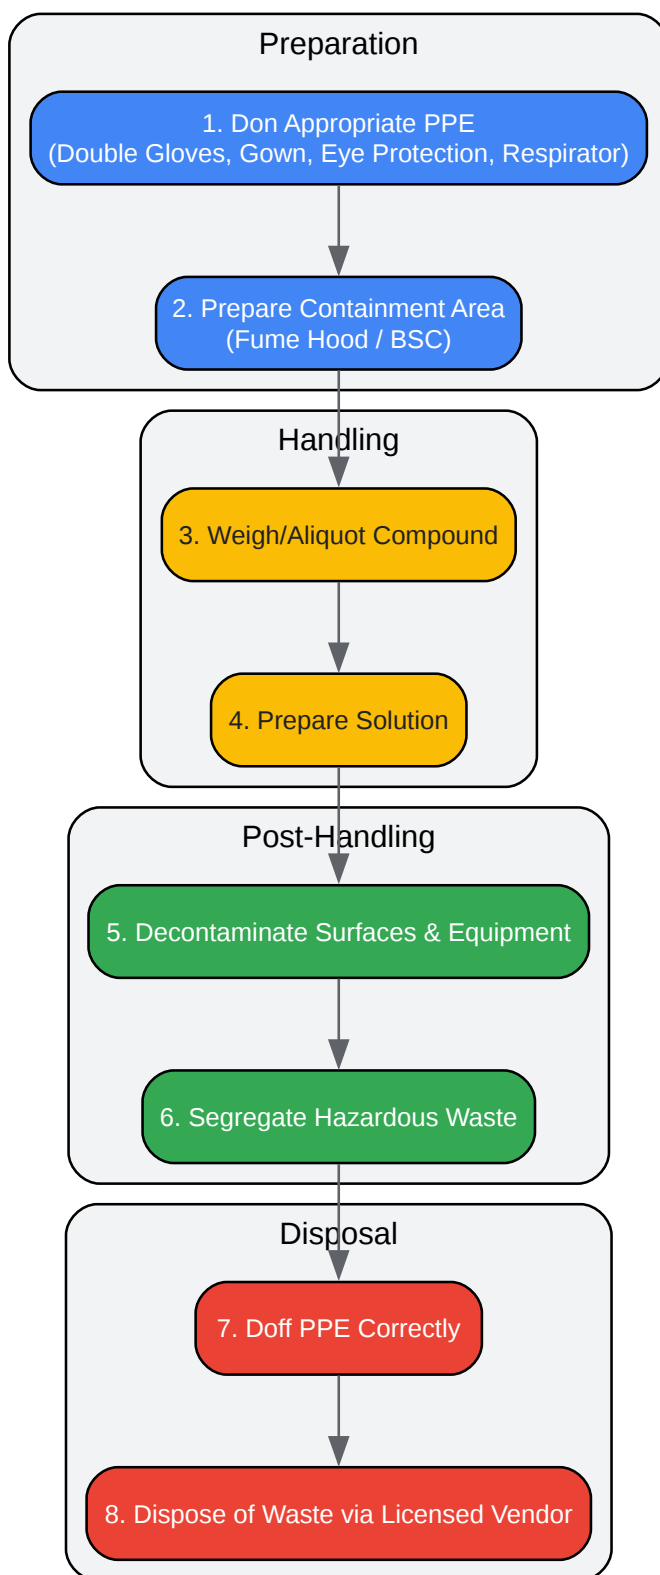 Preparation
1. Don Appropriate PPE
(Double Gloves, Gown, Eye Protection, Respirator)
2. Prepare Containment Area
(Fume Hood / BSC)
Handling
3. Weigh/Aliquot Compound
4. Prepare Solution
Post-Handling
5. Decontaminate Surfaces & Equipment
6. Segregate Hazardous Waste
Disposal
7. Doff PPE Correctly
8. Dispose of Waste via Licensed Vendor